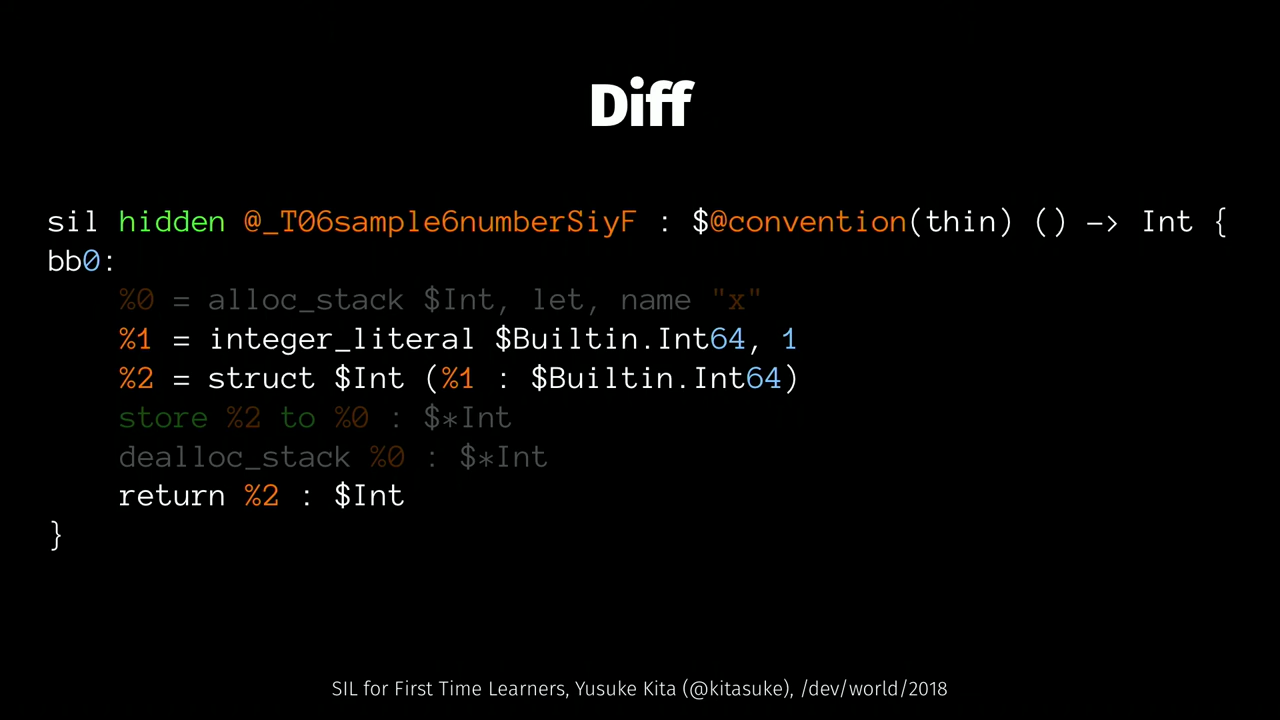 Diff
sil hidden @_T06sample6numberSiyF : $@convention(thin) () -> Int {
bb0:
%0 = alloc_stack $Int, let, name "x"
%1 = integer_literal $Builtin.Int64, 1
%2 = struct $Int (%1 : $Builtin.Int64)
store %2 to %0 : $*Int
dealloc_stack %0 : $*Int
return %2 : $Int
}
SIL for First Time Learners, Yusuke Kita (@kitasuke), /dev/world/2018